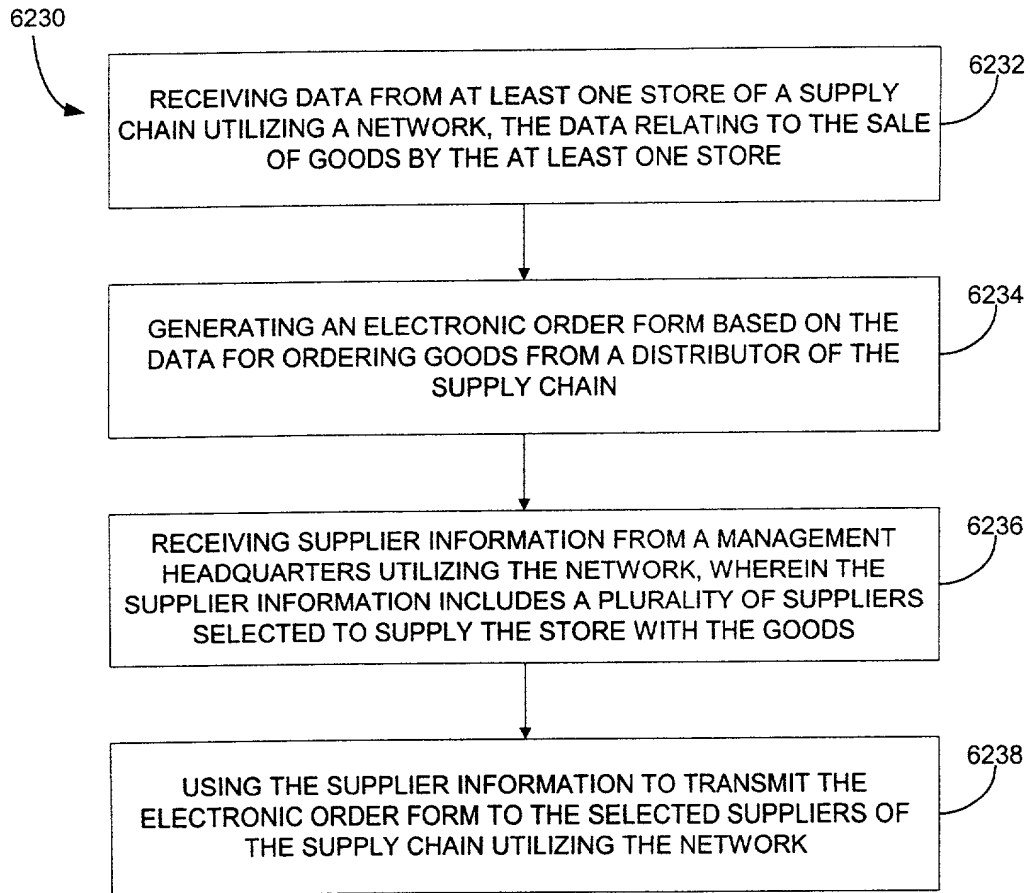 6230
6232
RECEIVING DATA FROM AT LEAST ONE STORE OF A SUPPLY
CHAIN UTILIZING A NETWORK, THE DATA RELATING TO THE SALE
OF GOODS BY THE AT LEAST ONE STORE
6234
GENERATING AN ELECTRONIC ORDER FORM BASED ON THE
DATA FOR ORDERING GOODS FROM A DISTRIBUTOR OF THE
SUPPLY CHAIN
6236
RECEIVING SUPPLIER INFORMATION FROM A MANAGEMENT
HEADQUARTERS UTILIZING THE NETWORK, WHEREIN THE
SUPPLIER INFORMATION INCLUDES A PLURALITY OF SUPPLIERS
SELECTED TO SUPPLY THE STORE WITH THE GOODS
6238
USING THE SUPPLIER INFORMATION TO TRANSMIT THE
ELECTRONIC ORDER FORM TO THE SELECTED SUPPLIERS OF
THE SUPPLY CHAIN UTILIZING THE NETWORK